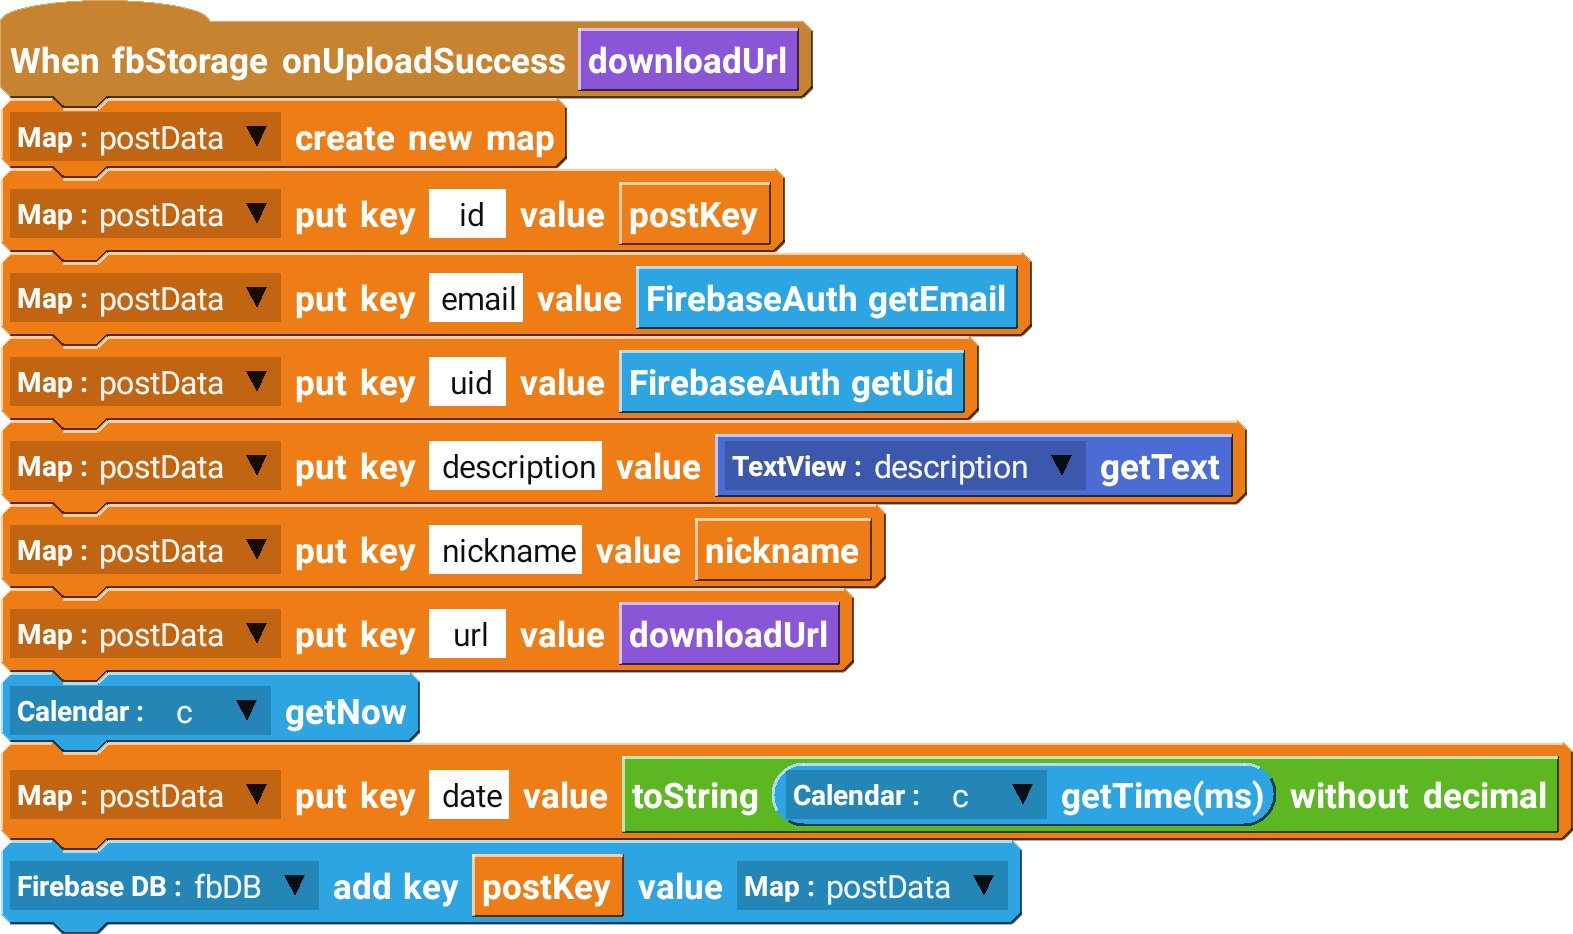 When fbStorage onUploadSuccess downloadUrl
Map : postData create new map
Map : postData put key id value postKey
Map : postData put key email value FirebaseAuth getEmail
Map : postData put key uid value FirebaseAuth getUid
Map : postData put key description value TextView : description getText
Map : postData put key nickname value nickname
Map : postData put key url value downloadUrl
Calendar : c getNow
Map : postData put key date value toString Calendar : c getTime(ms) without decimal
Firebase DB : fbDB add key postKey value Map : postData